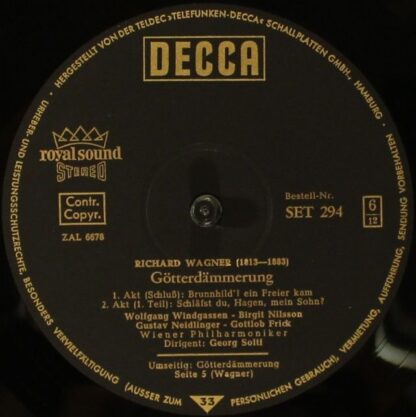 HERGESTELLT VON DER TELDEC »TELEFUNKEN-DECCA« SCHALLPLATTEN GMBH., HAMBURG
URHEBER- UND LEISTUNGSSCHUTZRECHTE, BESONDERS VERVIELFÄLTIGUNG (AUSSER ZUM PERSÖNLICHEN GEBRAUCH), VERMIETUNG, AUFFÜHRUNG, SENDUNG VORBEHALTEN
DECCA
royal sound
STEREO
Contr.
Copyr.
ZAL 6678
Bestell-Nr.
SET 294
6
12
RICHARD WAGNER (1813-1883)
Götterdämmerung
1. Akt (Schluß): Brunnhild'! ein Freier kam
2. Akt (1. Teil): Schläfst du, Hagen, mein Sohn?
Wolfgang Windgassen - Birgit Nilsson
Gustav Neidlinger - Gottlob Frick
Wiener Philharmoniker
Dirigent: Georg Solti
Umseitig: Götterdämmerung
Seite 5 (Wagner)
33